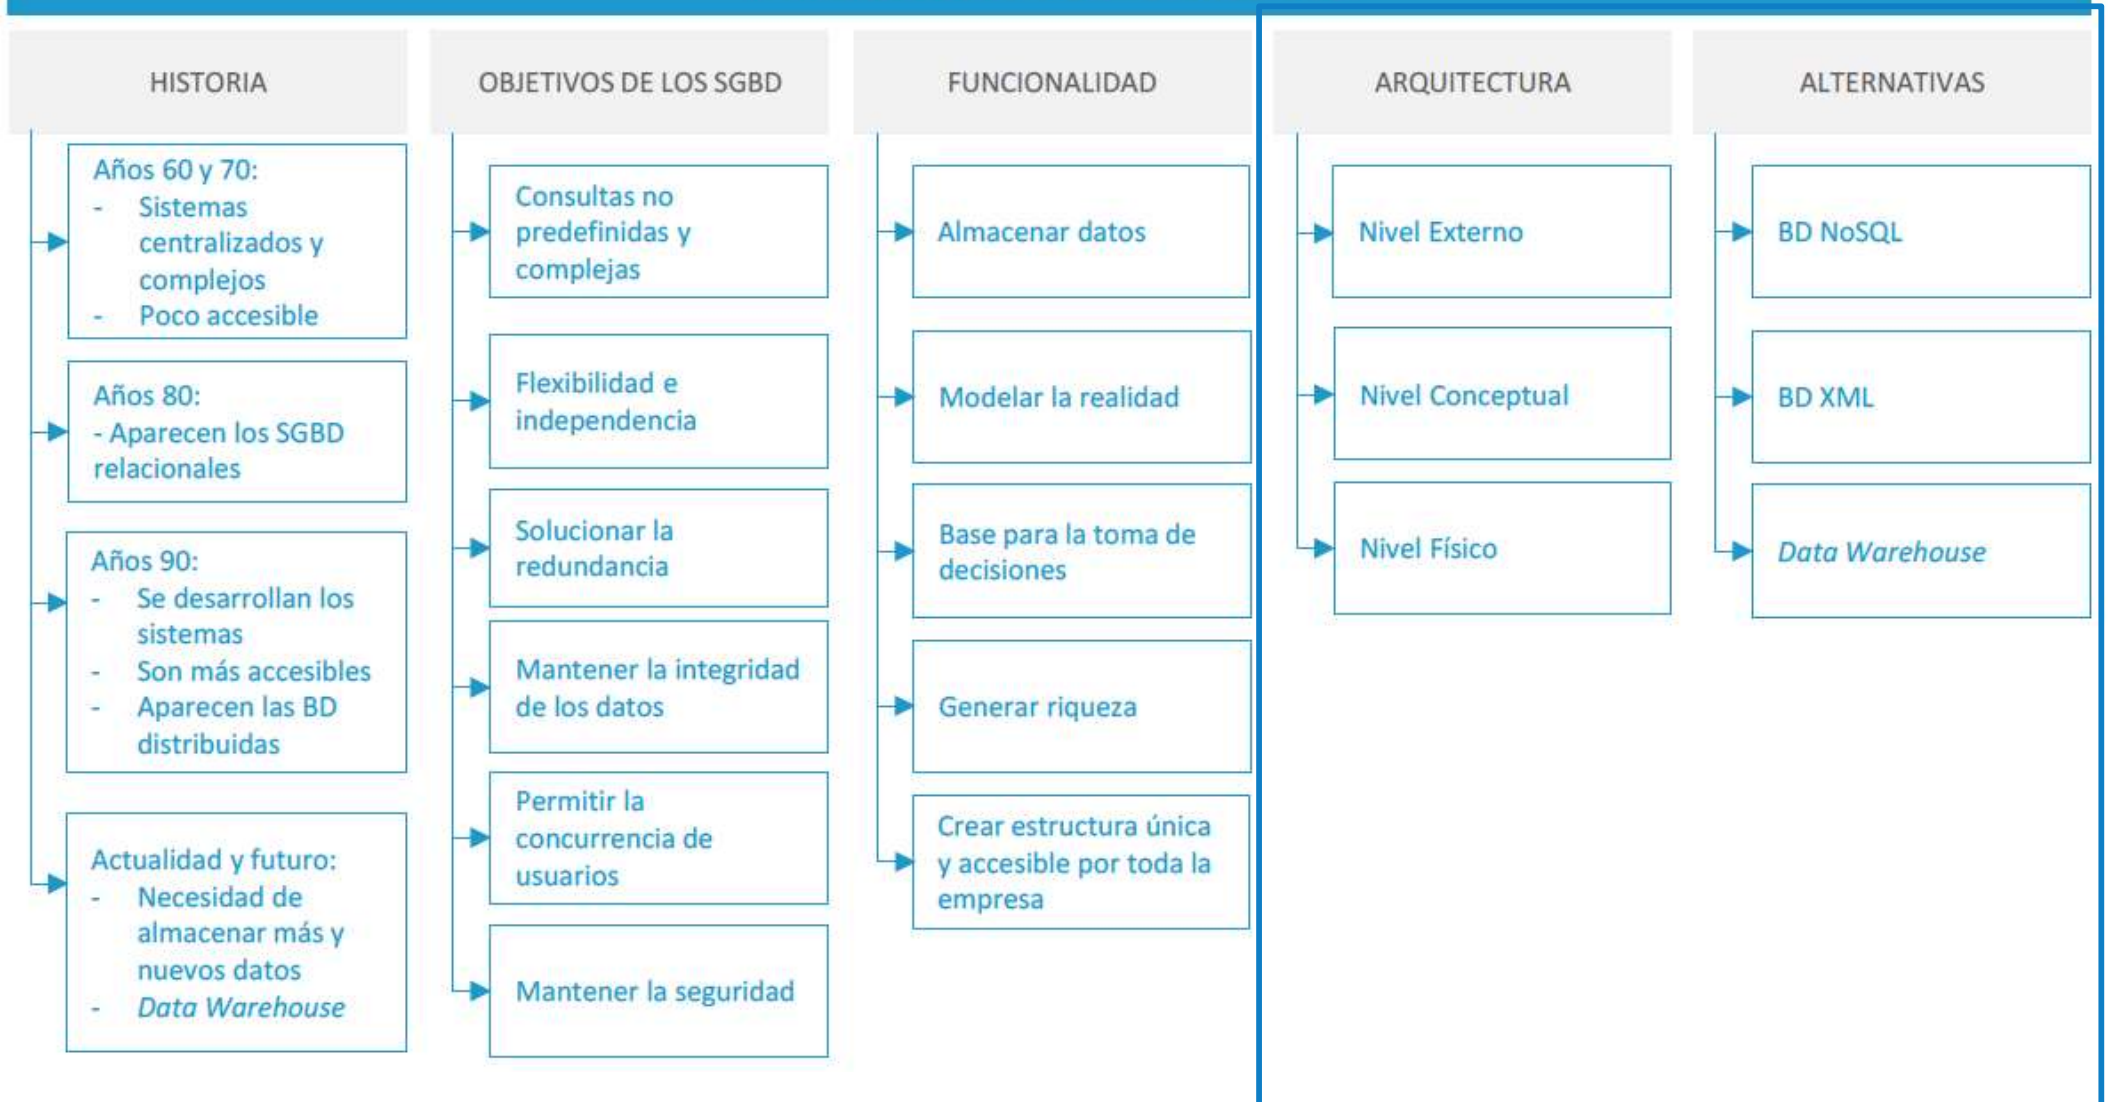 HISTORIA
Años 60 y 70:
- Sistemas
centralizados y
complejos
- Poco accesible
Años 80:
- Aparecen los SGBD
relacionales
Años 90:
- Se desarrollan los
sistemas
- Son más accesibles
- Aparecen las BD
distribuidas
Actualidad y futuro:
- Necesidad de
almacenar más y
nuevos datos
- Data Warehouse
OBJETIVOS DE LOS SGBD
Consultas no
predefinidas y
complejas
Flexibilidad e
independencia
Solucionar la
redundancia
Mantener la integridad
de los datos
Permitir la
concurrencia de
usuarios
Mantener la seguridad
FUNCIONALIDAD
Almacenar datos
Modelar la realidad
Base para la toma de
decisiones
Generar riqueza
Crear estructura única
y accesible por toda la
empresa
ARQUITECTURA
Nivel Externo
Nivel Conceptual
Nivel Físico
ALTERNATIVAS
BD NoSQL
BD XML
Data Warehouse